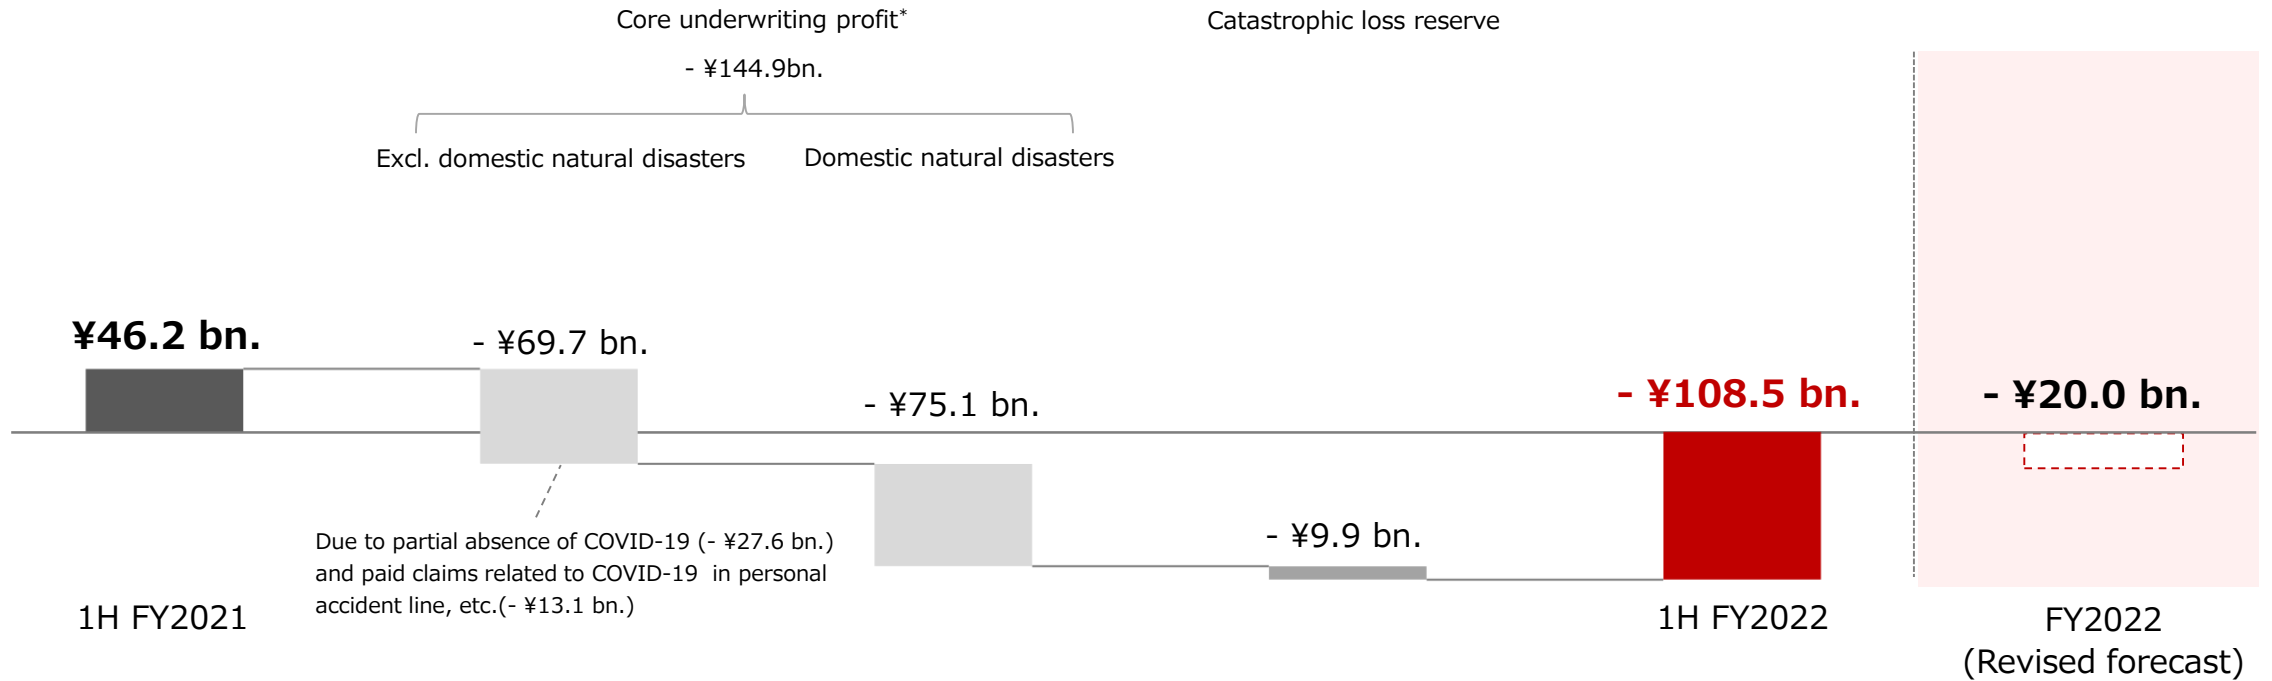 Core underwriting profit*
Catastrophic loss reserve
- ¥144.9bn.
Excl. domestic natural disasters
Domestic natural disasters
¥46.2 bn.
- ¥69.7 bn.
- ¥75.1 bn.
- ¥9.9 bn.
- ¥108.5 bn.
- ¥20.0 bn.
Due to partial absence of COVID-19 (- ¥27.6 bn.)
and paid claims related to COVID-19 in personal
accident line, etc.(- ¥13.1 bn.)
1H FY2021
1H FY2022
FY2022
(Revised forecast)